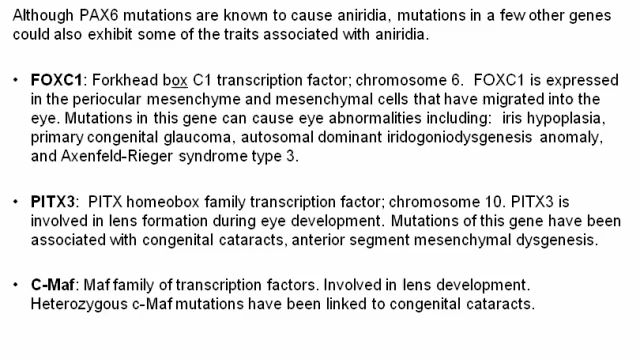 Although PAX6 mutations are known to cause aniridia, mutations in a few other genes
could also exhibit some of the traits associated with aniridia.
• FOXC1: Forkhead box C1 transcription factor; chromosome 6. FOXC1 is expressed
in the periocular mesenchyme and mesenchymal cells that have migrated into the
eye. Mutations in this gene can cause eye abnormalities including: iris hypoplasia,
primary congenital glaucoma, autosomal dominant iridogoniodysgenesis anomaly,
and Axenfeld-Rieger syndrome type 3.
• PITX3: PITX homeobox family transcription factor; chromosome 10. PITX3 is
involved in lens formation during eye development. Mutations of this gene have been
associated with congenital cataracts, anterior segment mesenchymal dysgenesis.
• C-Maf: Maf family of transcription factors. Involved in lens development.
Heterozygous c-Maf mutations have been linked to congenital cataracts.